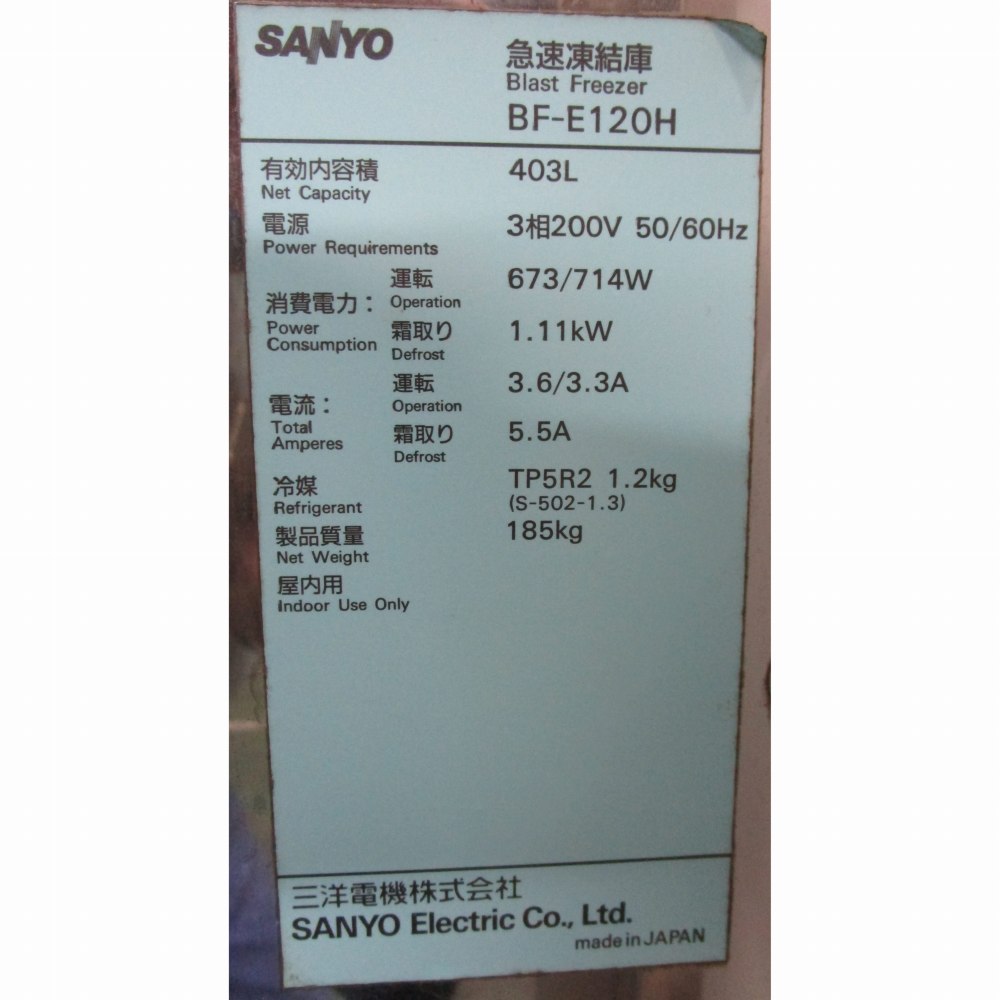 SANYO
急速凍結庫
Blast Freezer
BF-E120H
有効内容積 403L
Net Capacity
電源 3相200V 50/60Hz
Power Requirements
運転 673/714W
消費電力： Operation
Power 霜取り 1.11kW
Consumption Defrost
運転 3.6/3.3A
電流： Operation
Total 霜取り 5.5A
Amperes Defrost
冷媒 TP5R2 1.2kg
Refrigerant (S-502-1.3)
製品質量 185kg
Net Weight
屋内用
Indoor Use Only
三洋電機株式会社
SANYO Electric Co., Ltd.
made in JAPAN